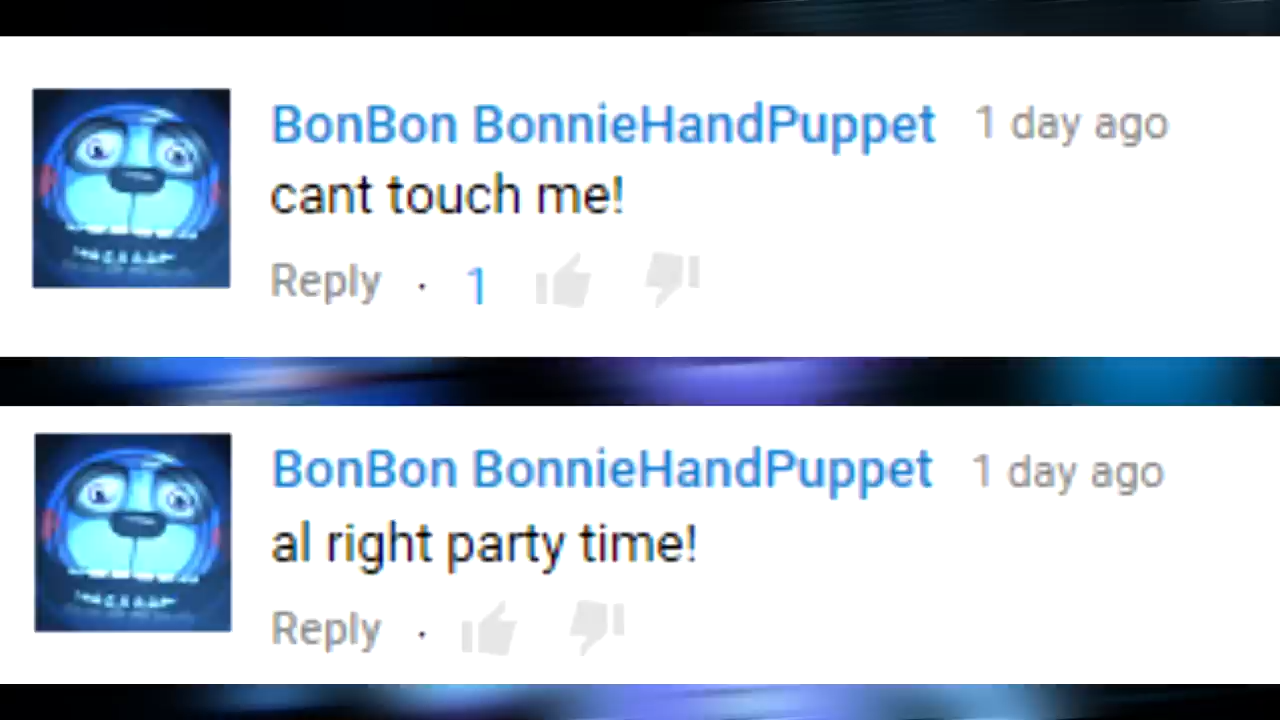 BonBon BonnieHandPuppet 1 day ago
cant touch me!
Reply · 1
BonBon BonnieHandPuppet 1 day ago
al right party time!
Reply ·